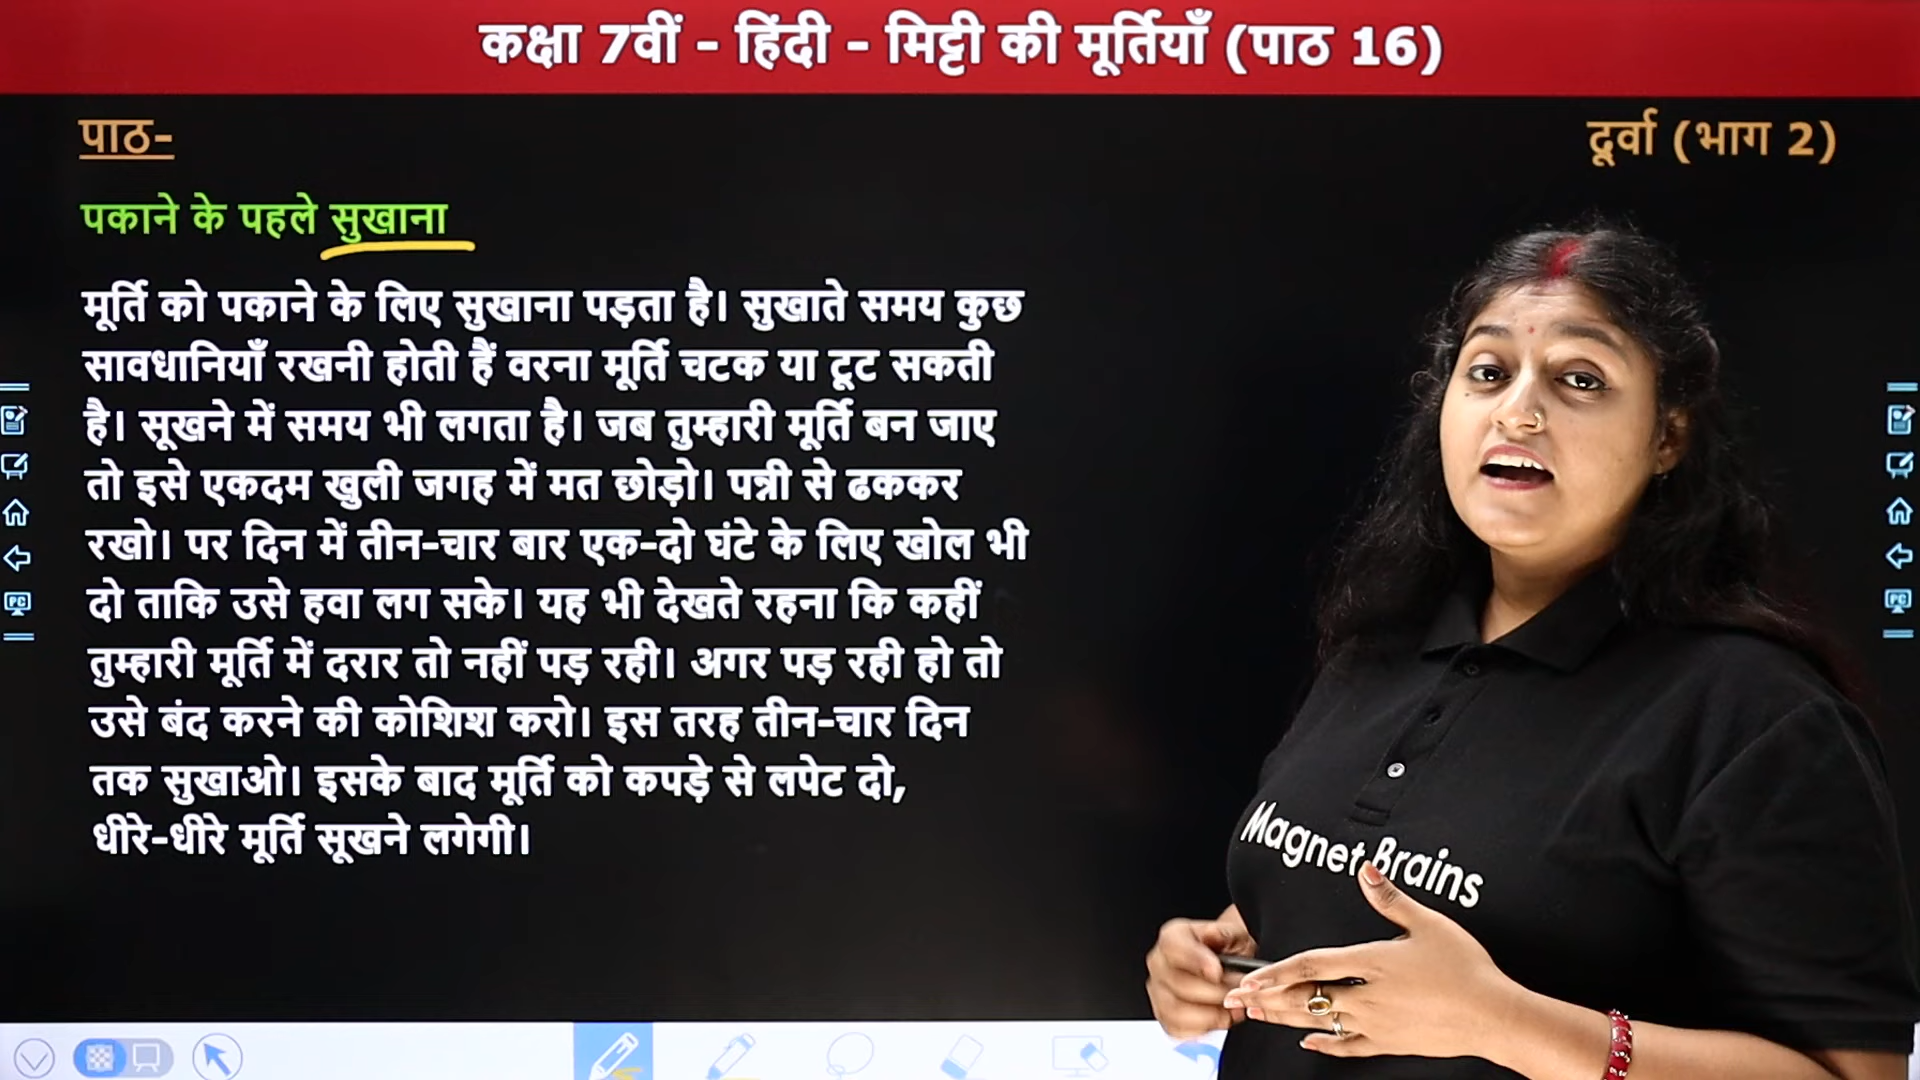 कक्षा 7वीं - हिंदी - मिट्टी की मूर्तियाँ (पाठ 16)
पाठ-
दूर्वा (भाग 2)
पकाने के पहले सुखाना
मूर्ति को पकाने के लिए सुखाना पड़ता है। सुखाते समय कुछ
सावधानियाँ रखनी होती हैं वरना मूर्ति चटक या टूट सकती
है। सूखने में समय भी लगता है। जब तुम्हारी मूर्ति बन जाए
तो इसे एकदम खुली जगह में मत छोड़ो। पन्नी से ढककर
रखो। पर दिन में तीन-चार बार एक-दो घंटे के लिए खोल भी
दो ताकि उसे हवा लग सके। यह भी देखते रहना कि कहीं
तुम्हारी मूर्ति में दरार तो नहीं पड़ रही। अगर पड़ रही हो तो
उसे बंद करने की कोशिश करो। इस तरह तीन-चार दिन
तक सुखाओ। इसके बाद मूर्ति को कपड़े से लपेट दो,
धीरे-धीरे मूर्ति सूखने लगेगी।
Magnet Brains
PC
PC